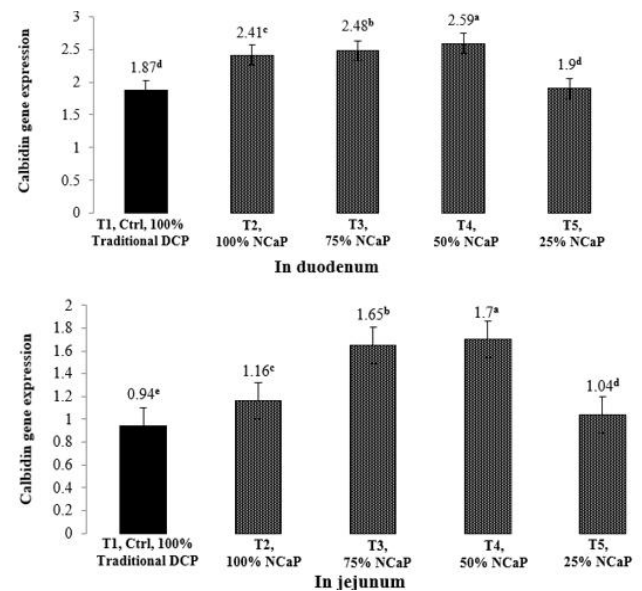 3
2.5
2
1.5
1
0.5
0
Calbidin gene expression
1.87ᵈ
2.41ᶜ
2.48ᵇ
2.59ᵃ
1.9ᵈ
T1, Ctrl, 100%
Traditional DCP
T2,
100% NCaP
T3,
75% NCaP
T4,
50% NCaP
T5,
25% NCaP
In duodenum
2
1.8
1.6
1.4
1.2
1
0.8
0.6
0.4
0.2
0
Calbidin gene expression
0.94ᵉ
1.16ᶜ
1.65ᵇ
1.7ᵃ
1.04ᵈ
T1, Ctrl, 100%
Traditional DCP
T2,
100% NCaP
T3,
75% NCaP
T4,
50% NCaP
T5,
25% NCaP
In jejunum